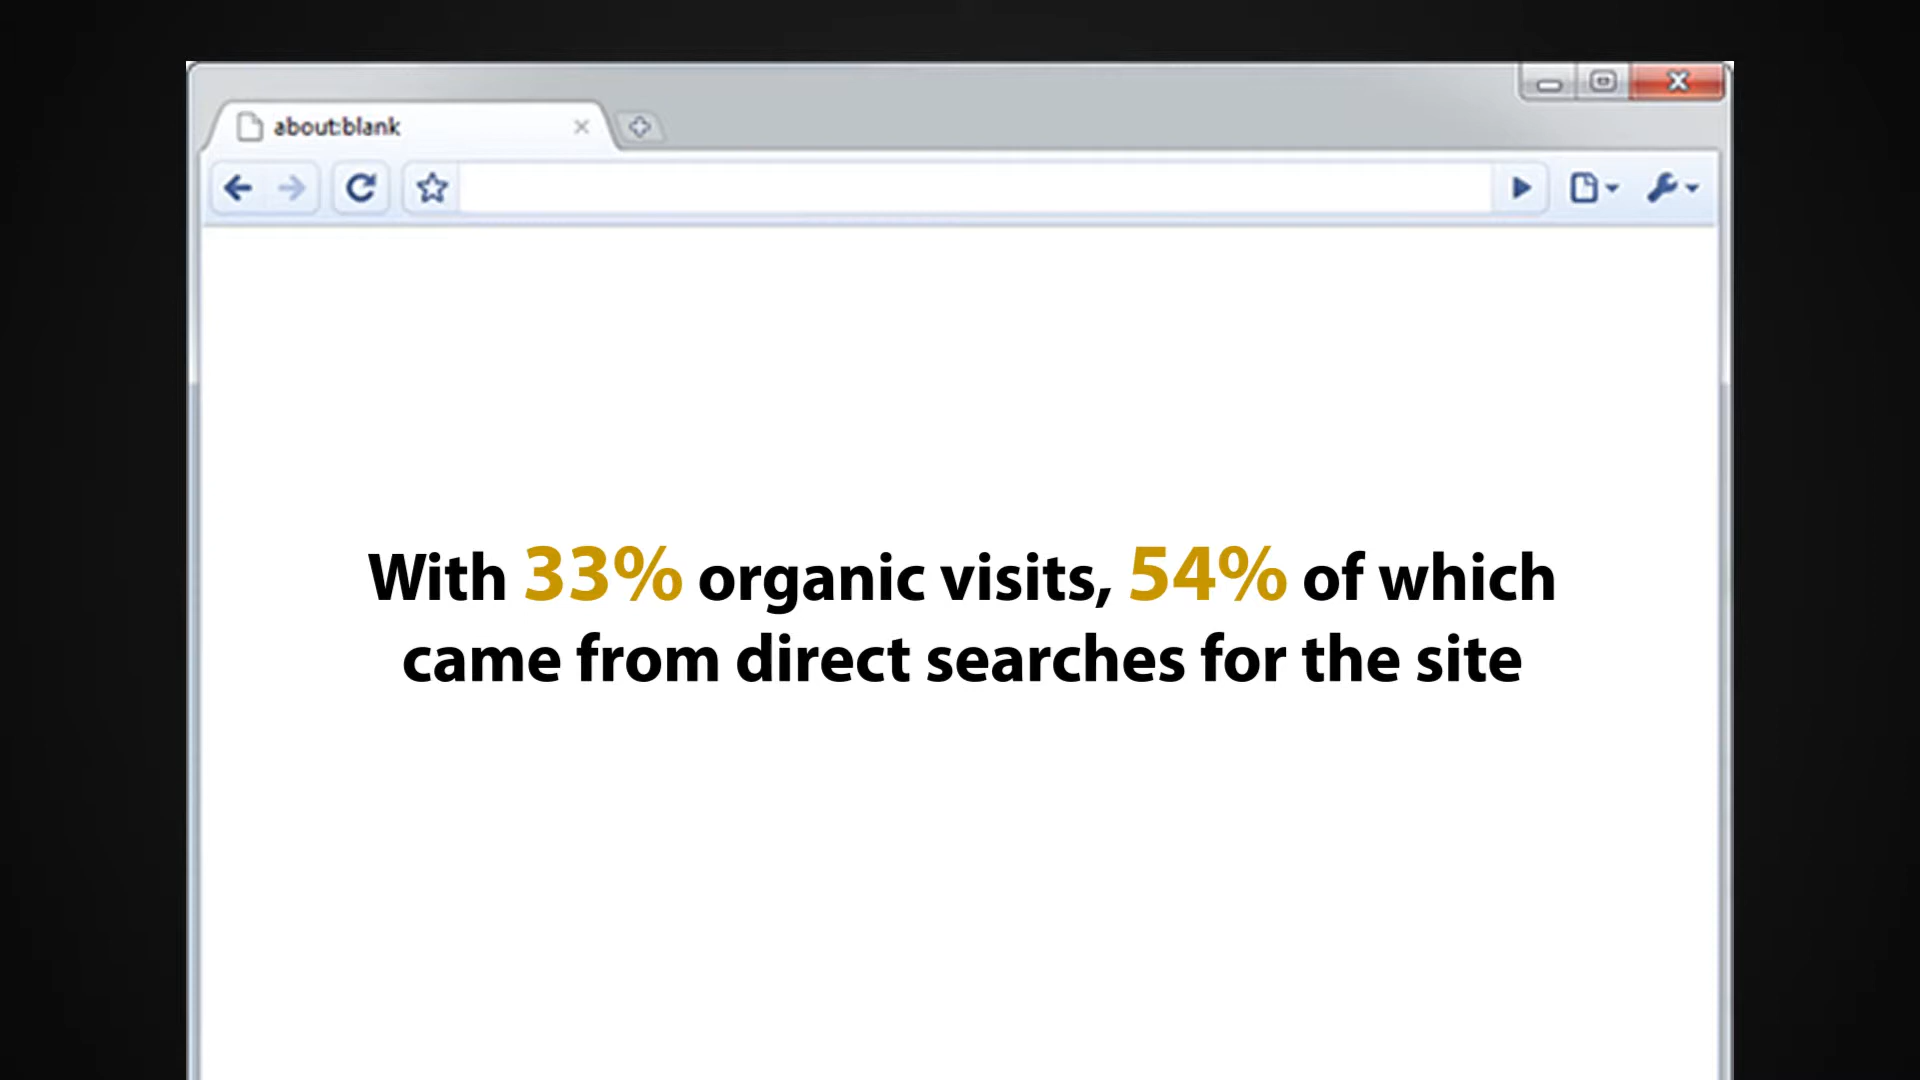 about:blank
With 33% organic visits, 54% of which
came from direct searches for the site